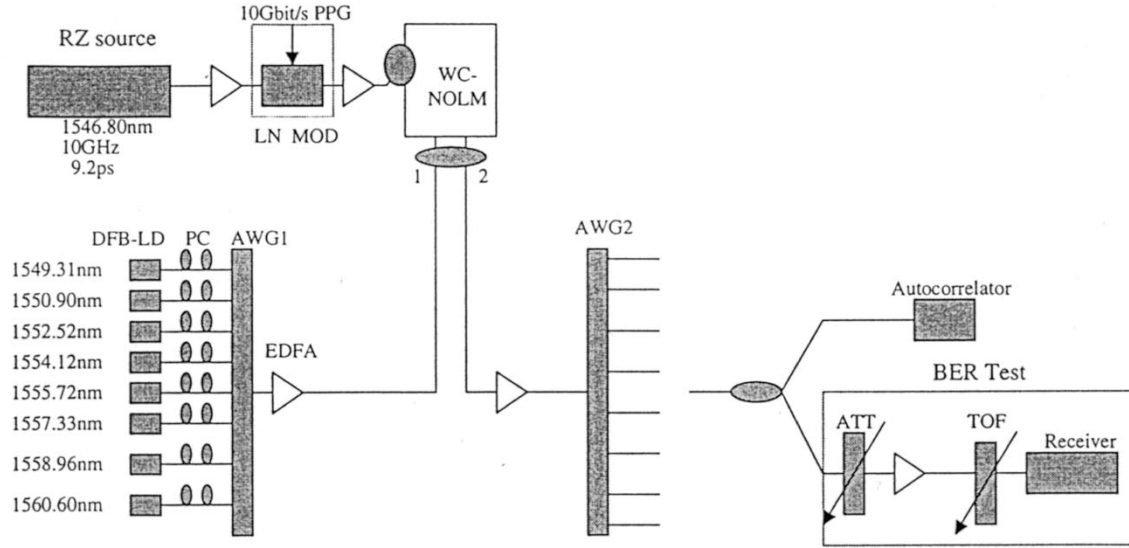 10Gbit/s PPG
RZ source
WC-
NOLM
1546.80nm
10GHz
9.2ps
LN MOD
1 2
AWG2
DFB-LD PC AWG1
1549.31nm
1550.90nm
1552.52nm
1554.12nm
1555.72nm
1557.33nm
1558.96nm
1560.60nm
EDFA
Autocorrelator
BER Test
ATT TOF Receiver